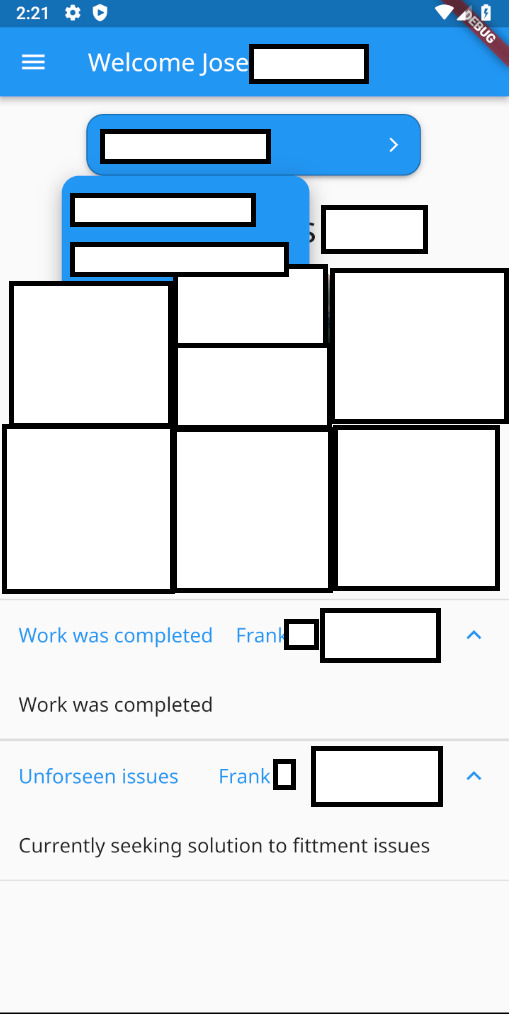 2:21
DEBUG
Welcome Jose
s
Work was completed Frank
Work was completed
Unforseen issues Frank
Currently seeking solution to fittment issues